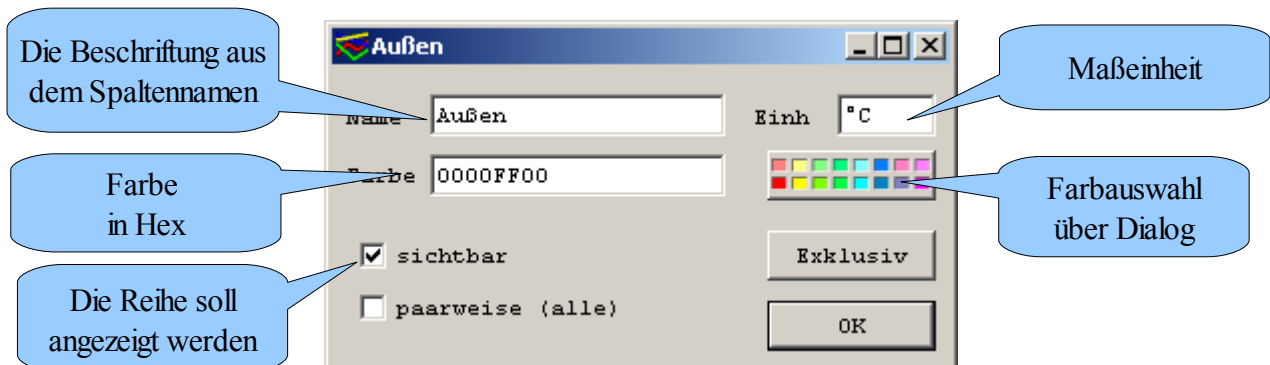 Die Beschriftung aus
dem Spaltennamen
Außen
Maßeinheit
Name
Außen
Einh
°C
Farbe
in Hex
Farbe
0000FF00
Farbauswahl
über Dialog
sichtbar
Exklusiv
Die Reihe soll
angezeigt werden
paarweise (alle)
OK